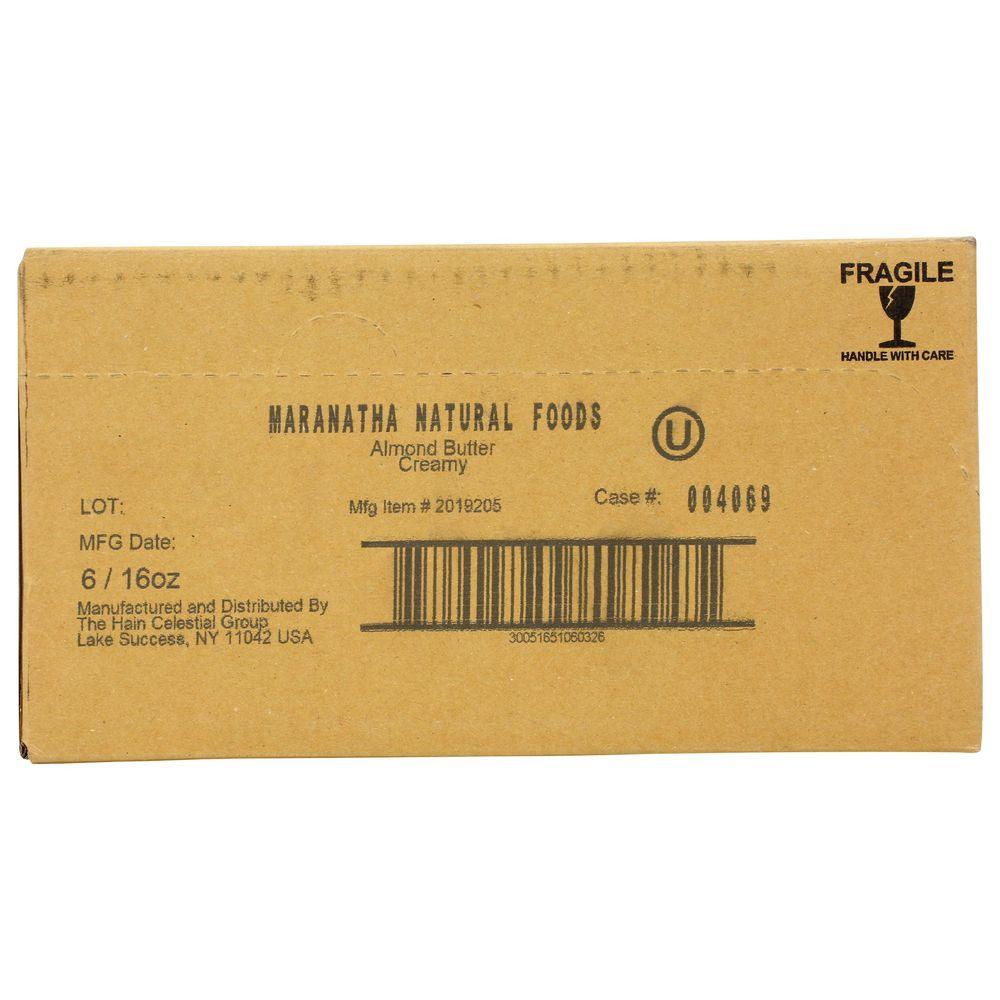 FRAGILE
HANDLE WITH CARE
MARANATHA NATURAL FOODS
U
Almond Butter
Creamy
LOT:
Mfg Item # 2019205
Case #: 004069
MFG Date:
6 / 16oz
Manufactured and Distributed By
The Hain Celestial Group
Lake Success, NY 11042 USA
30051651060326